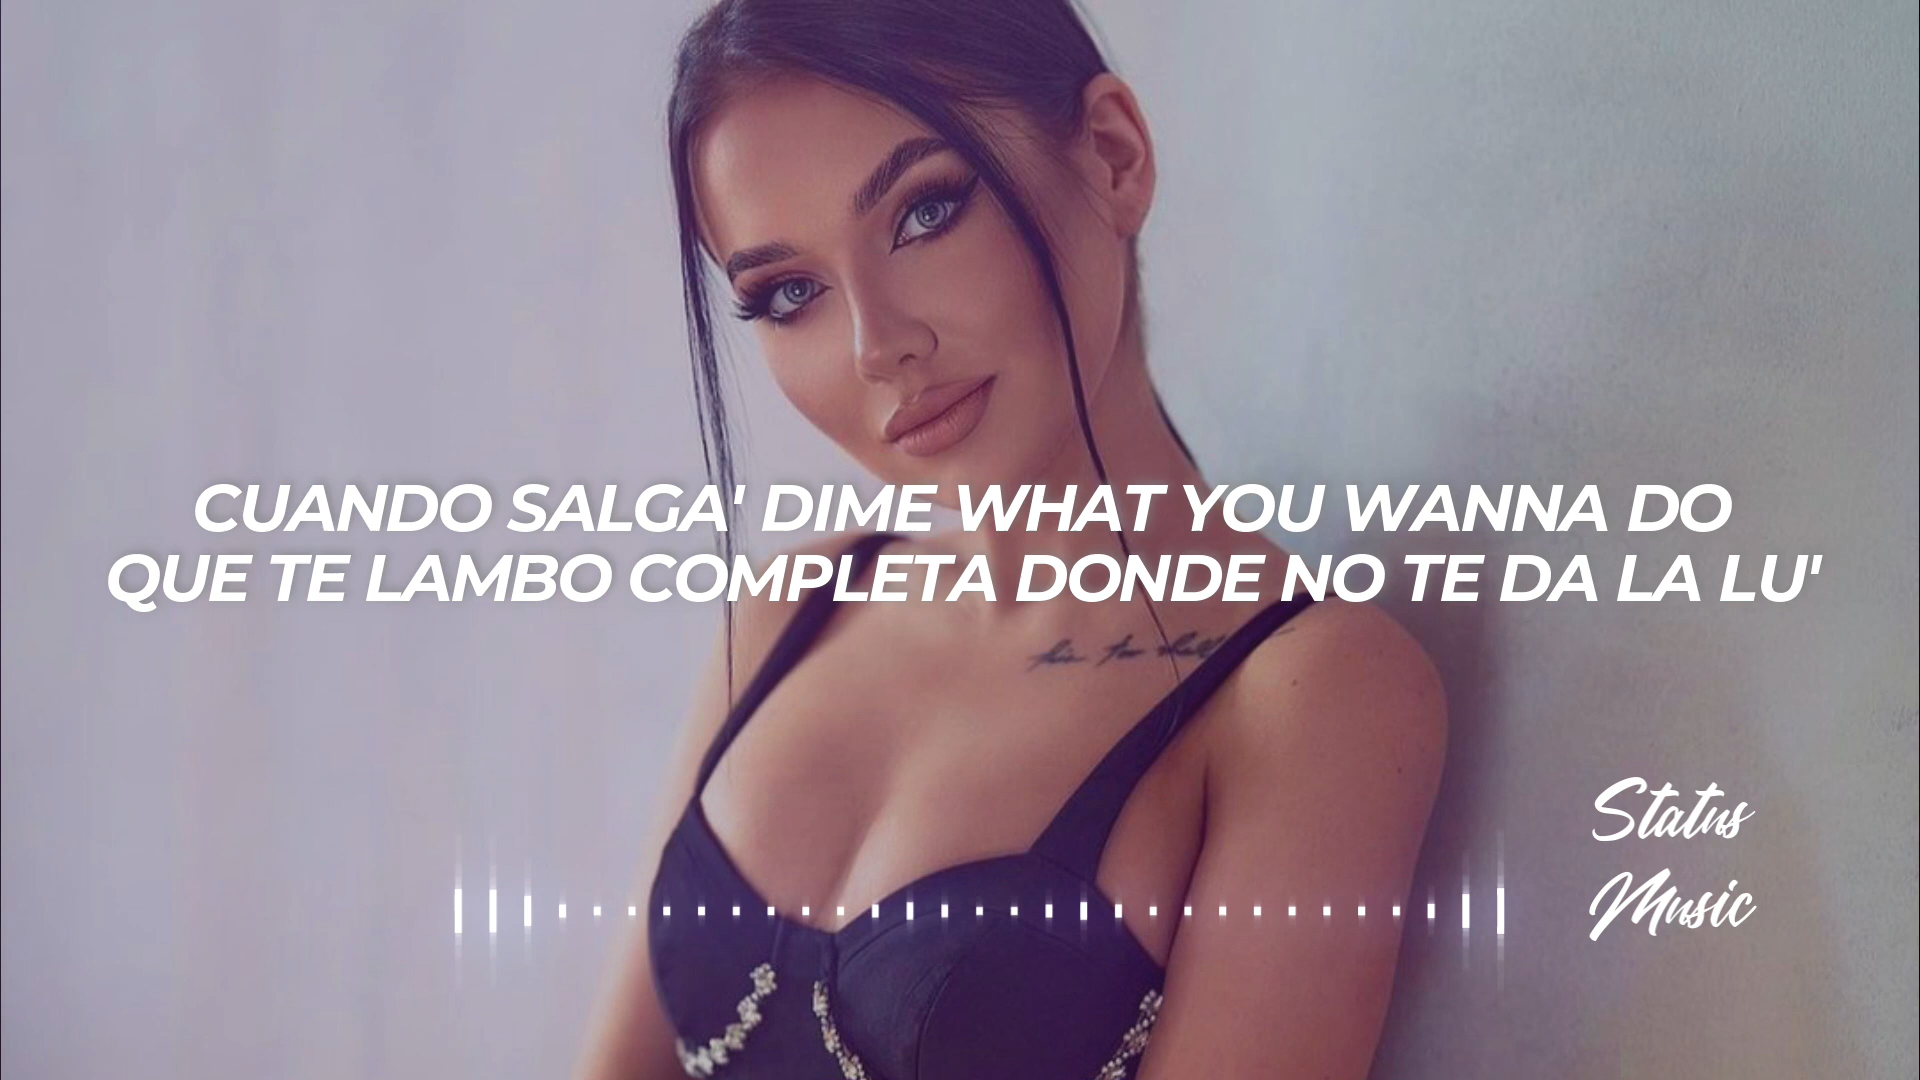 CUANDO SALGA' DIME WHAT YOU WANNA DO
QUE TE LAMBO COMPLETA DONDE NO TE DA LA LU'
Status
Music